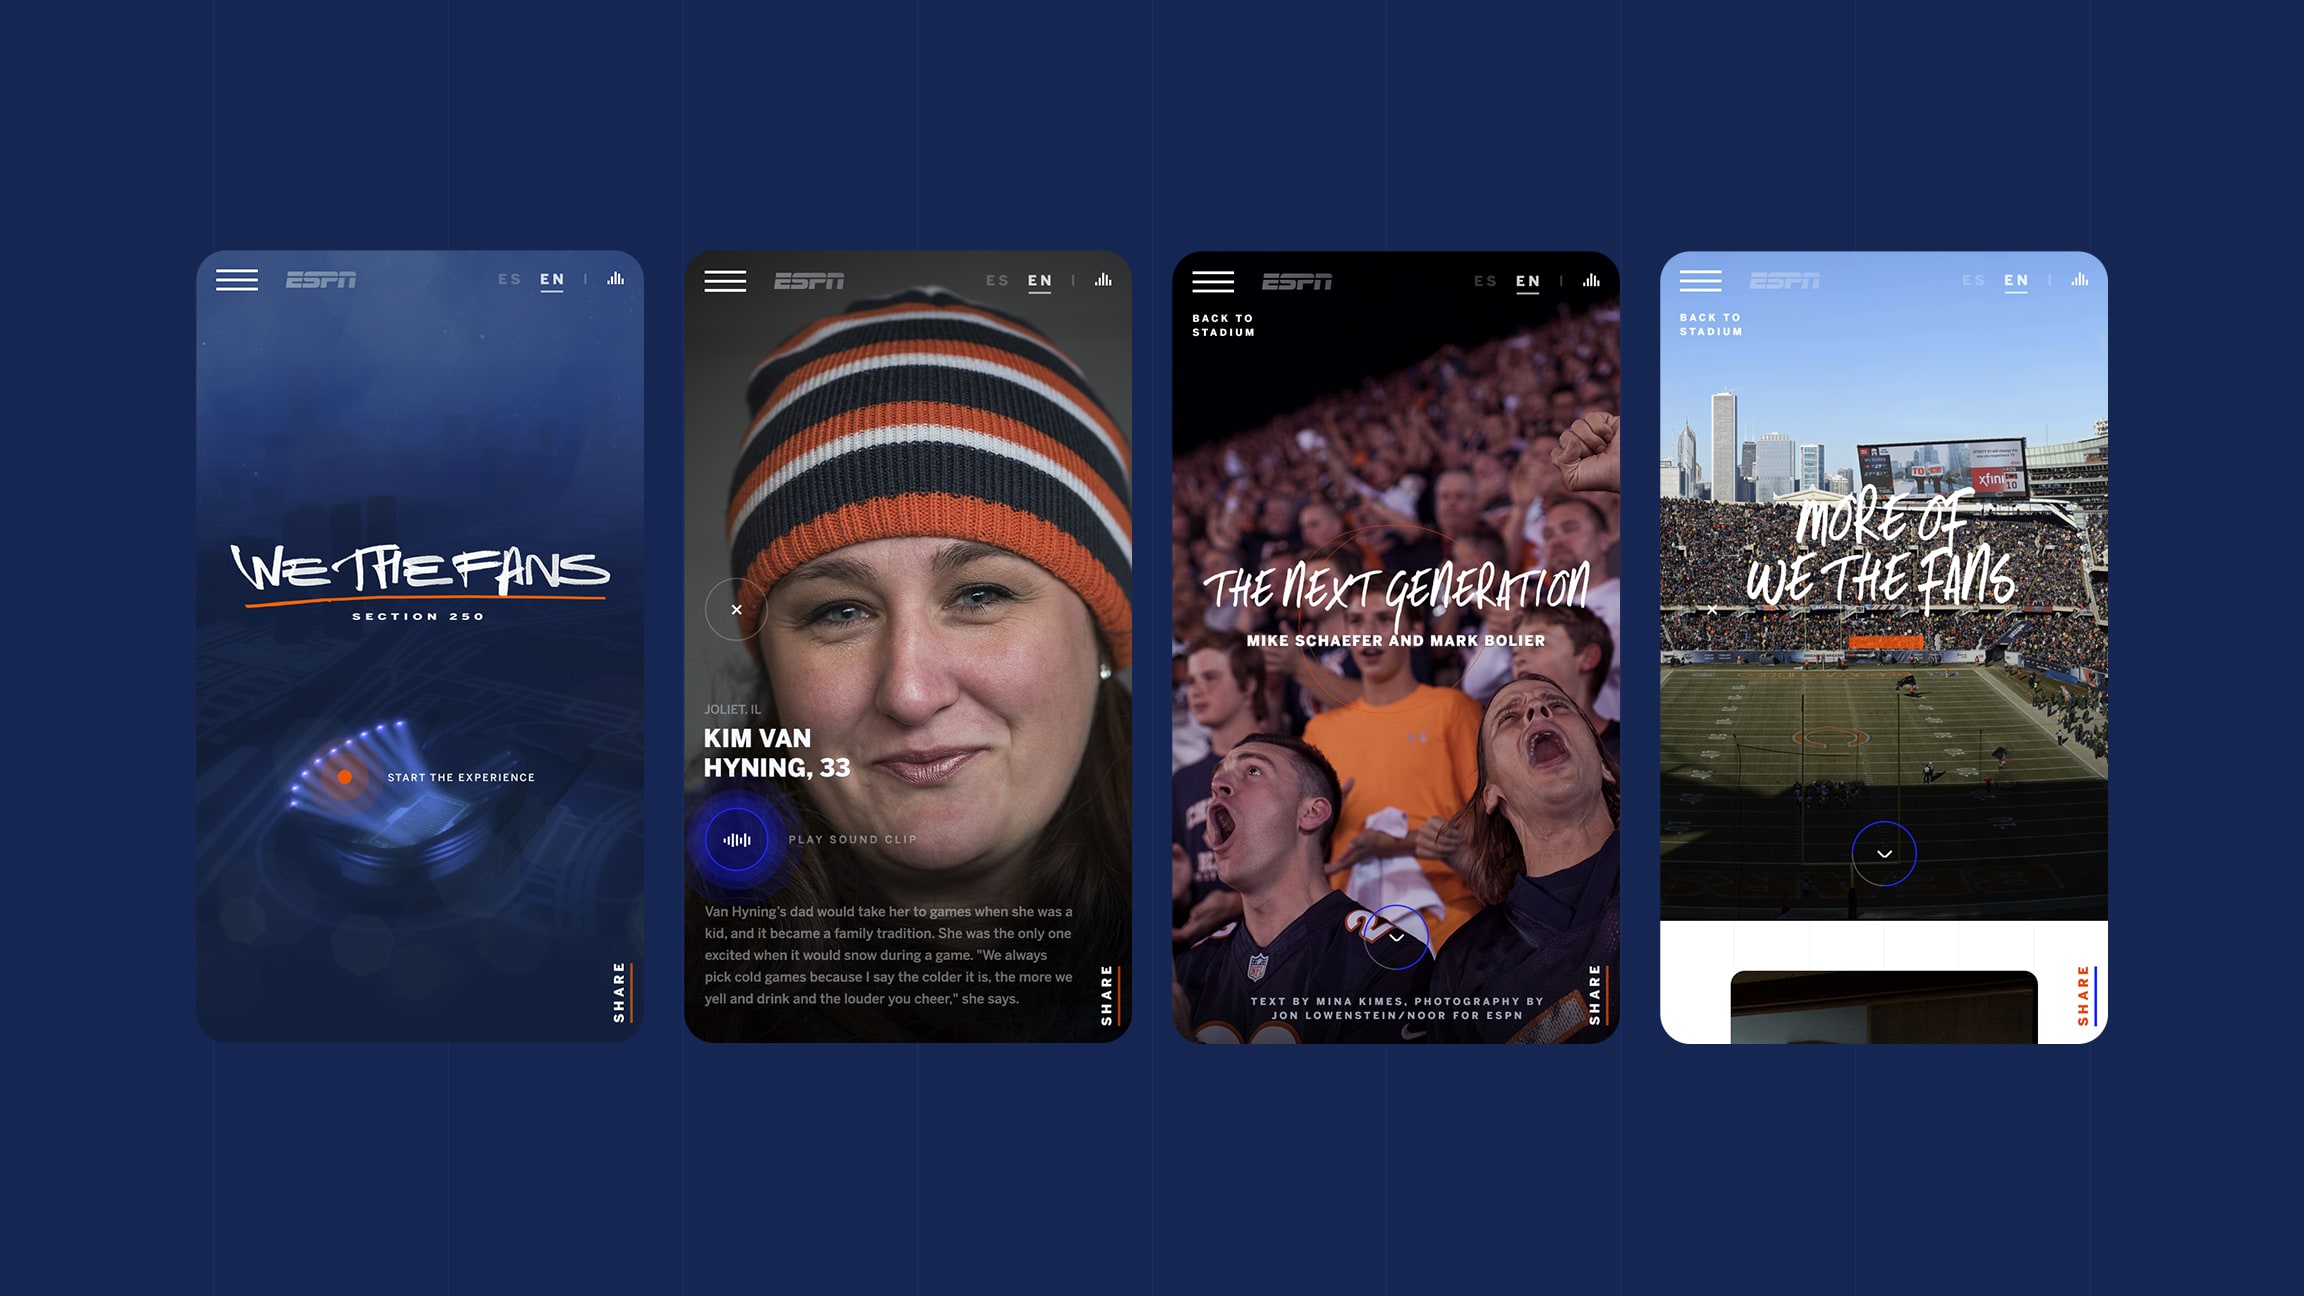 ESPN
ES EN
WE THE FANS
SECTION 250
START THE EXPERIENCE
SHARE
ESPN
ES EN
JOLIET. IL
KIM VAN
HYNING, 33
PLAY SOUND CLIP
Van Hyning's dad would take her to games when she was a
kid, and it became a family tradition. She was the only one
excited when it would snow during a game. "We always
pick cold games because I say the colder it is, the more we
yell and drink and the louder you cheer," she says.
SHARE
ESPN
ES EN
BACK TO
STADIUM
THE NEXT GENERATION
MIKE SCHAEFER AND MARK BOLIER
2
NFL
TEXT BY MINA KIMES, PHOTOGRAPHY BY
JON LOWENSTEIN/NOOR FOR ESPN
SHARE
ESPN
ES EN
BACK TO
STADIUM
xfini
10
MORE OF
WE THE FANS
SHARE